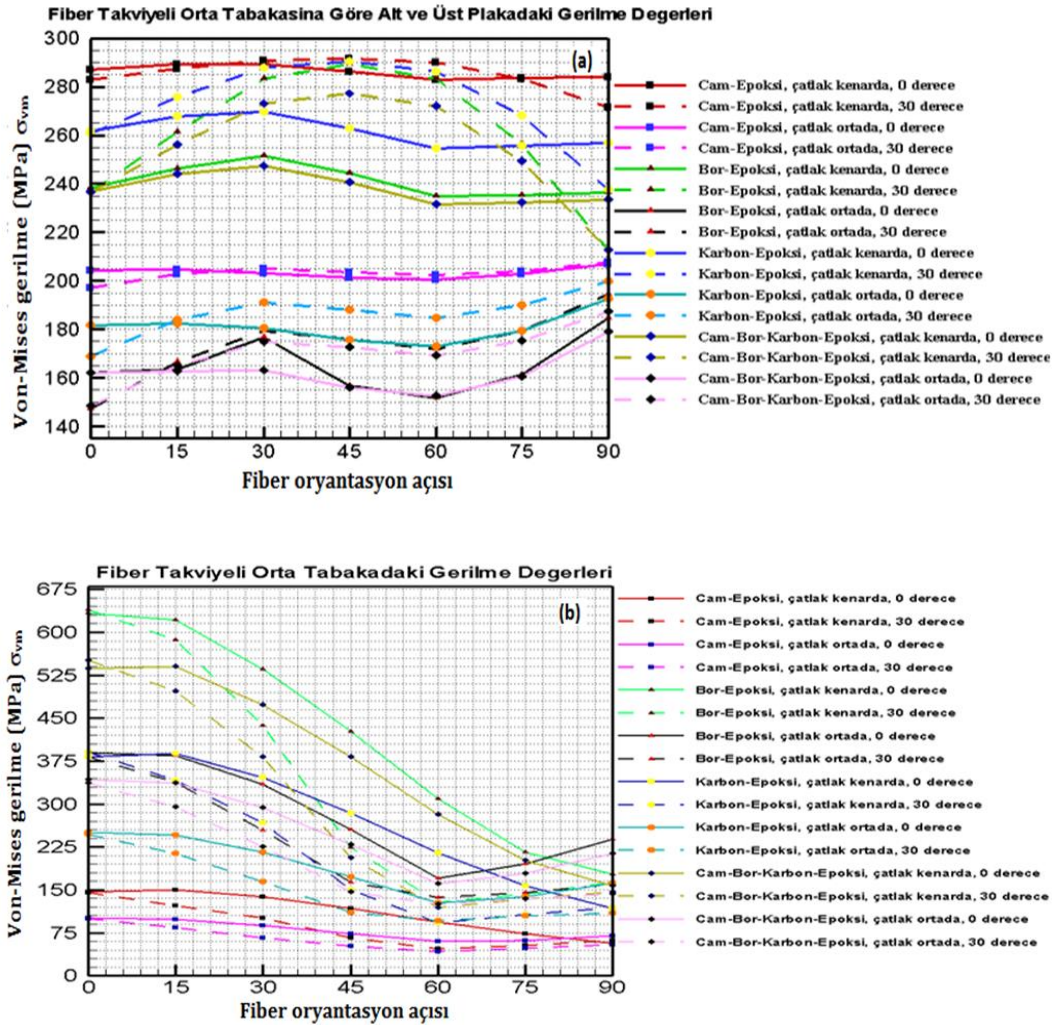 Fiber Takviyeli Orta Tabakasina Göre Alt ve Üst Plakadaki Gerilme Degerleri
(a)
Von-Mises gerilme (MPa) σvm
300
280
260
240
220
200
180
160
140
0 15 30 45 60 75 90
Fiber oryantasyon açısı
Cam-Epoksi, çatlak kenarda, 0 derece
Cam-Epoksi, çatlak kenarda, 30 derece
Cam-Epoksi, çatlak ortada, 0 derece
Cam-Epoksi, çatlak ortada, 30 derece
Bor-Epoksi, çatlak kenarda, 0 derece
Bor-Epoksi, çatlak kenarda, 30 derece
Bor-Epoksi, çatlak ortada, 0 derece
Bor-Epoksi, çatlak ortada, 30 derece
Karbon-Epoksi, çatlak kenarda, 0 derece
Karbon-Epoksi, çatlak kenarda, 30 derece
Karbon-Epoksi, çatlak ortada, 0 derece
Karbon-Epoksi, çatlak ortada, 30 derece
Cam-Bor-Karbon-Epoksi, çatlak kenarda, 0 derece
Cam-Bor-Karbon-Epoksi, çatlak kenarda, 30 derece
Cam-Bor-Karbon-Epoksi, çatlak ortada, 0 derece
Cam-Bor-Karbon-Epoksi, çatlak ortada, 30 derece
Fiber Takviyeli Orta Tabakadaki Gerilme Degerleri
(b)
Von-Mises gerilme (MPa) σvm
675
600
525
450
375
300
225
150
75
0
0 15 30 45 60 75 90
Fiber oryantasyon açısı
Cam-Epoksi, çatlak kenarda, 0 derece
Cam-Epoksi, çatlak kenarda, 30 derece
Cam-Epoksi, çatlak ortada, 0 derece
Cam-Epoksi, çatlak ortada, 30 derece
Bor-Epoksi, çatlak kenarda, 0 derece
Bor-Epoksi, çatlak kenarda, 30 derece
Bor-Epoksi, çatlak ortada, 0 derece
Bor-Epoksi, çatlak ortada, 30 derece
Karbon-Epoksi, çatlak kenarda, 0 derece
Karbon-Epoksi, çatlak kenarda, 30 derece
Karbon-Epoksi, çatlak ortada, 0 derece
Karbon-Epoksi, çatlak ortada, 30 derece
Cam-Bor-Karbon-Epoksi, çatlak kenarda, 0 derece
Cam-Bor-Karbon-Epoksi, çatlak kenarda, 30 derece
Cam-Bor-Karbon-Epoksi, çatlak ortada, 0 derece
Cam-Bor-Karbon-Epoksi, çatlak ortada, 30 derece